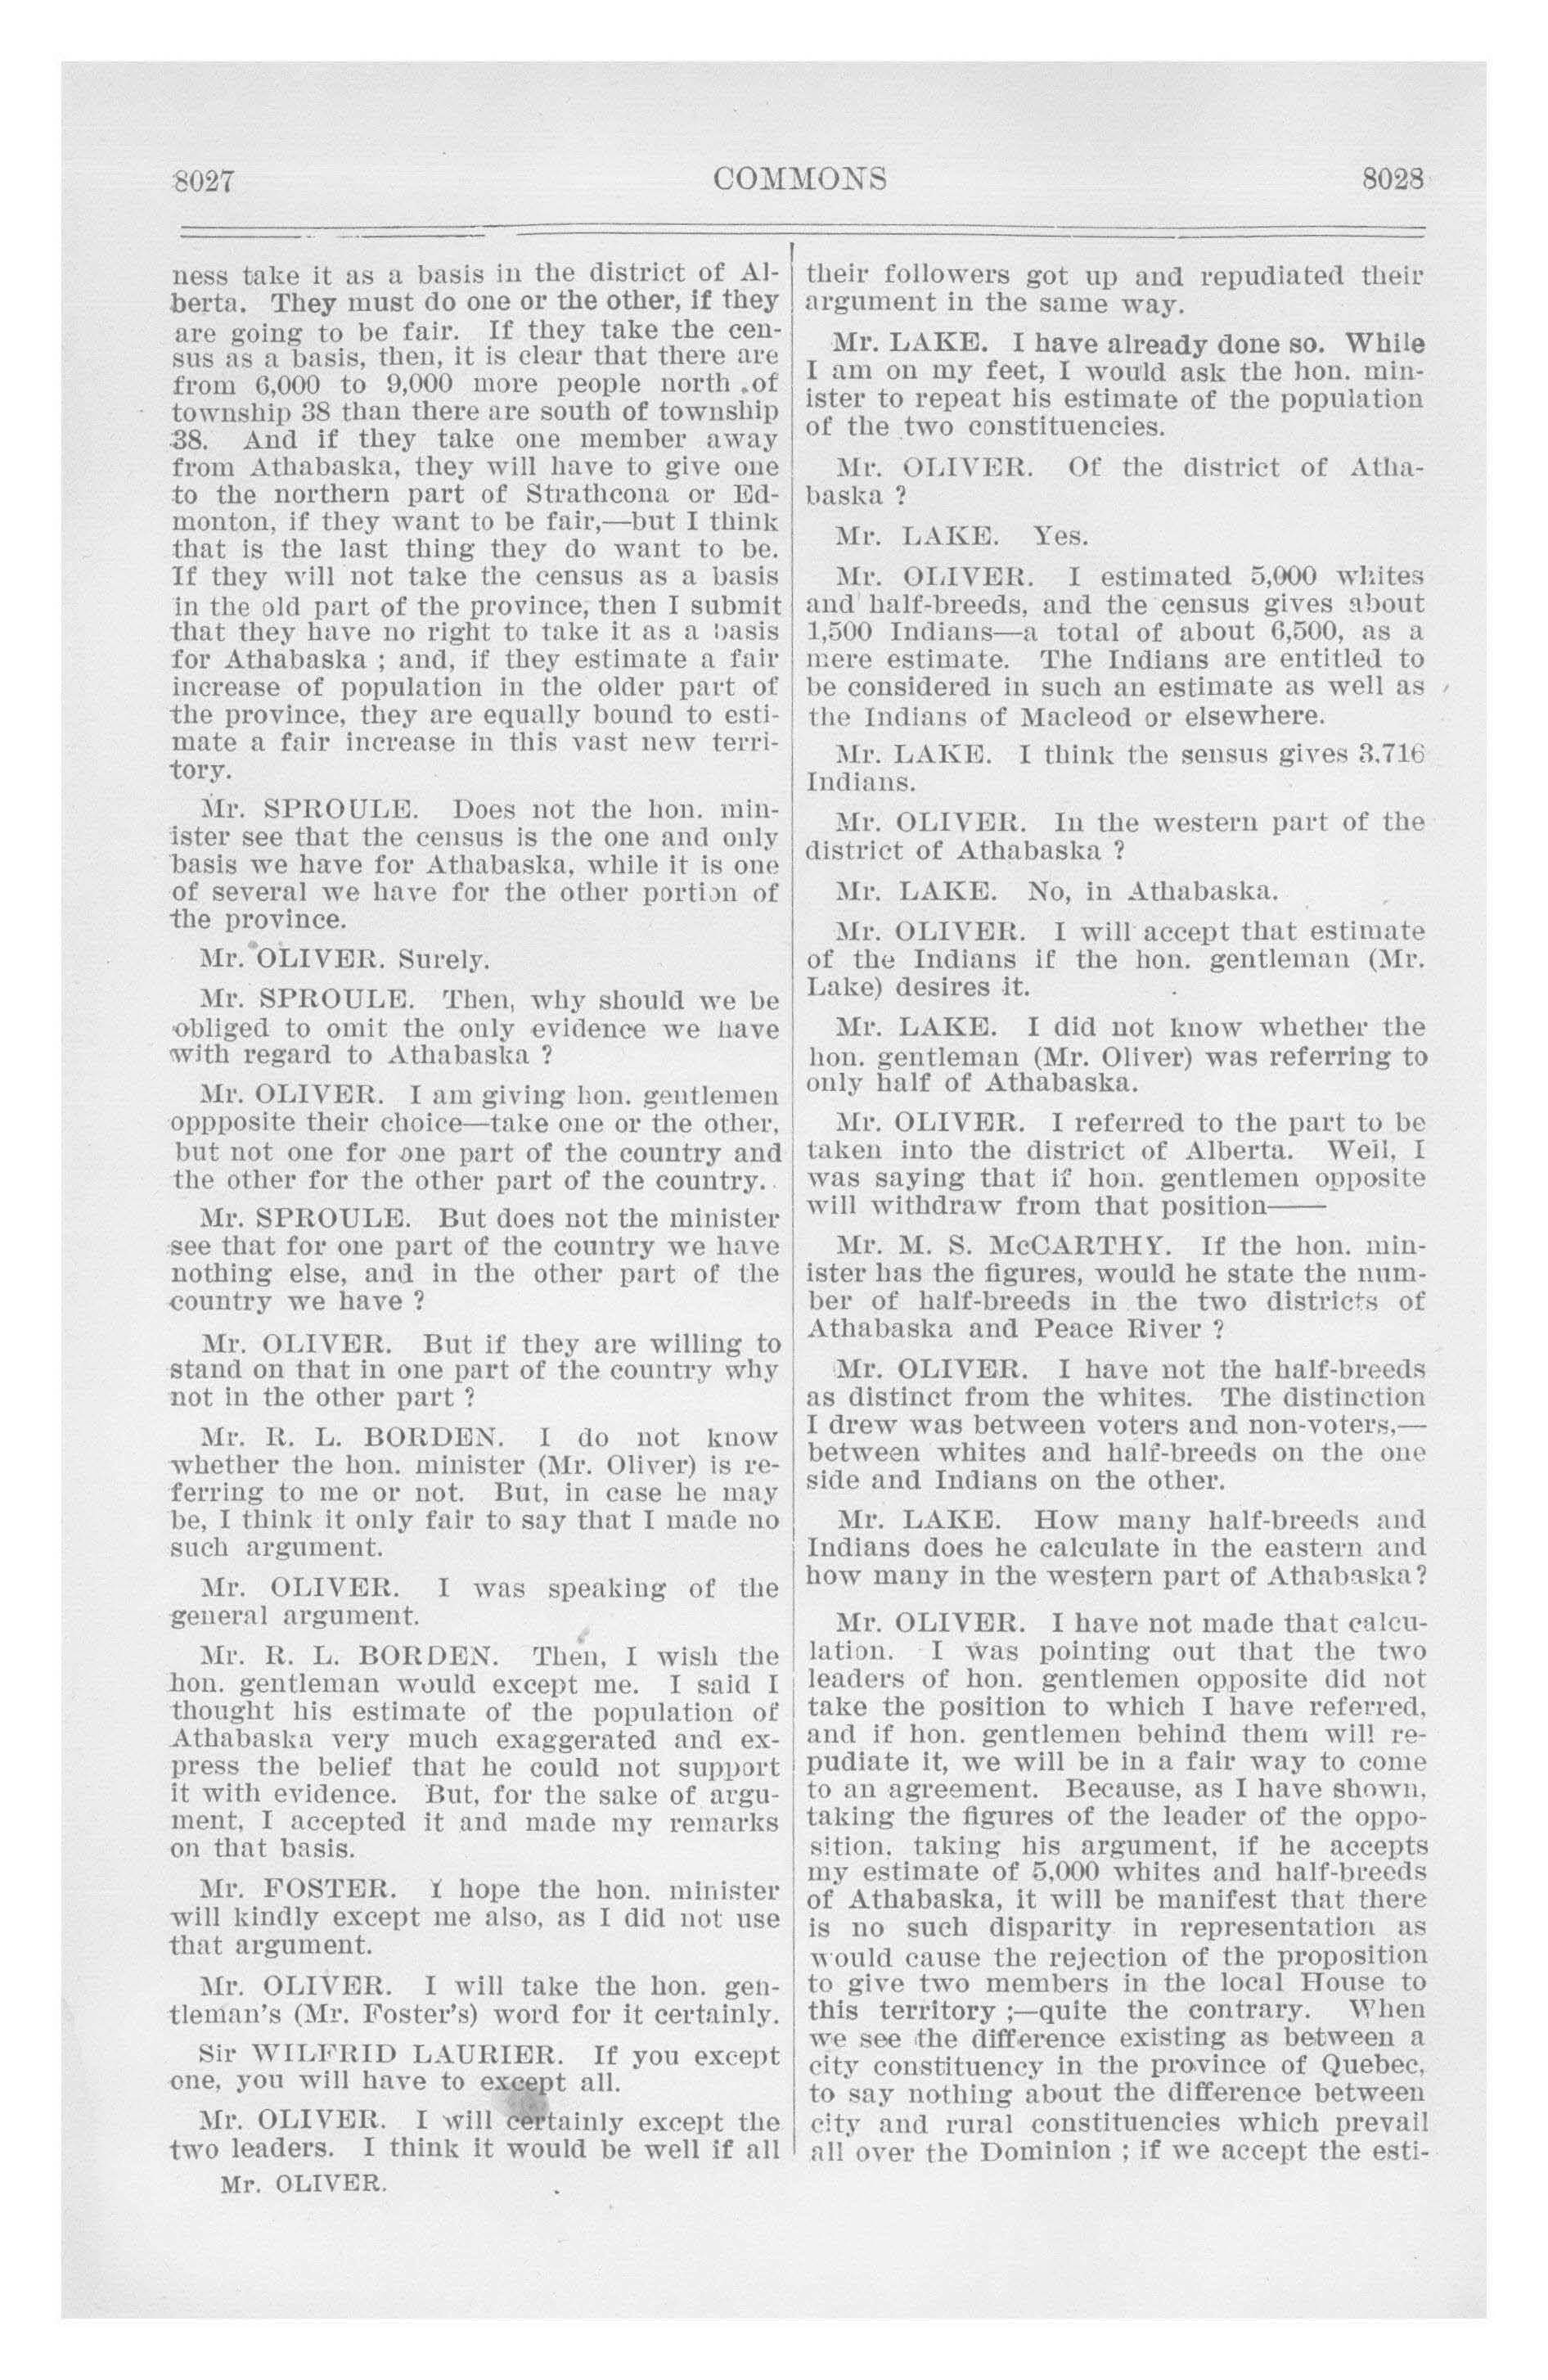 8027 COMMONS 8028
ness take it as a basis in the district of Al-
berta. They must do one or the other, if they
are going to be fair. If they take the cen-
sus as a basis, then, it is clear that there are
from 6,000 to 9,000 more people north of
township 38 than there are south of township
38. And if they take one member away
from Athabaska, they will have to give one
to the northern part of Strathcona or Ed-
monton, if they want to be fair,—but I think
that is the last thing they do want to be.
If they will not take the census as a basis
in the old part of the province, then I submit
that they have no right to take it as a basis
for Athabaska ; and, if they estimate a fair
increase of population in the older part of
the province, they are equally bound to esti-
mate a fair increase in this vast new terri-
tory.
Mr. SPROULE. Does not the hon. min-
ister see that the census is the one and only
basis we have for Athabaska, while it is one
of several we have for the other portion of
the province.
Mr. OLIVER. Surely.
Mr. SPROULE. Then, why should we be
obliged to omit the only evidence we have
with regard to Athabaska ?
Mr. OLIVER. I am giving hon. gentlemen
oppposite their choice—take one or the other,
but not one for one part of the country and
the other for the other part of the country.
Mr. SPROULE. But does not the minister
see that for one part of the country we have
nothing else, and in the other part of the
country we have ?
Mr. OLIVER. But if they are willing to
stand on that in one part of the country why
not in the other part ?
Mr. R. L. BORDEN. I do not know
whether the hon. minister (Mr. Oliver) is re-
ferring to me or not. But, in case he may
be, I think it only fair to say that I made no
such argument.
Mr. OLIVER. I was speaking of the
general argument.
Mr. R. L. BORDEN. Then, I wish the
hon. gentleman would except me. I said I
thought his estimate of the population of
Athabaska very much exaggerated and ex-
press the belief that he could not support
it with evidence. But, for the sake of argu-
ment, I accepted it and made my remarks
on that basis.
Mr. FOSTER. I hope the hon. minister
will kindly except me also, as I did not use
that argument.
Mr. OLIVER. I will take the hon. gen-
tleman's (Mr. Foster's) word for it certainly.
Sir WILFRID LAURIER. If you except
one, you will have to except all.
Mr. OLIVER. I will certainly except the
two leaders. I think it would be well if all
Mr. OLIVER.
their followers got up and repudiated their
argument in the same way.
Mr. LAKE. I have already done so. While
I am on my feet, I would ask the hon. min-
ister to repeat his estimate of the population
of the two constituencies.
Mr. OLIVER. Of the district of Atha-
baska ?
Mr. LAKE. Yes.
Mr. OLIVER. I estimated 5,000 whites
and half-breeds, and the census gives about
1,500 Indians—a total of about 6,500, as a
mere estimate. The Indians are entitled to
be considered in such an estimate as well as
the Indians of Macleod or elsewhere.
Mr. LAKE. I think the sensus gives 3,716
Indians.
Mr. OLIVER. In the western part of the
district of Athabaska ?
Mr. LAKE. No, in Athabaska.
Mr. OLIVER. I will accept that estimate
of the Indians if the hon. gentleman (Mr.
Lake) desires it.
Mr. LAKE. I did not know whether the
hon. gentleman (Mr. Oliver) was referring to
only half of Athabaska.
Mr. OLIVER. I referred to the part to be
taken into the district of Alberta. Well, I
was saying that if hon. gentlemen opposite
will withdraw from that position——
Mr. M. S. McCARTHY. If the hon. min-
ister has the figures, would he state the num-
ber of half-breeds in the two districts of
Athabaska and Peace River ?
Mr. OLIVER. I have not the half-breeds
as distinct from the whites. The distinction
I drew was between voters and non-voters,—
between whites and half-breeds on the one
side and Indians on the other.
Mr. LAKE. How many half-breeds and
Indians does he calculate in the eastern and
how many in the western part of Athabaska?
Mr. OLIVER. I have not made that calcu-
lation. I was pointing out that the two
leaders of hon. gentlemen opposite did not
take the position to which I have referred,
and if hon. gentlemen behind them will re-
pudiate it, we will be in a fair way to come
to an agreement. Because, as I have shown,
taking the figures of the leader of the oppo-
sition, taking his argument, if he accepts
my estimate of 5,000 whites and half-breeds
of Athabaska, it will be manifest that there
is no such disparity in representation as
would cause the rejection of the proposition
to give two members in the local House to
this territory ;—quite the contrary. When
we see the difference existing as between a
city constituency in the province of Quebec,
to say nothing about the difference between
city and rural constituencies which prevail
all over the Dominion ; if we accept the esti-